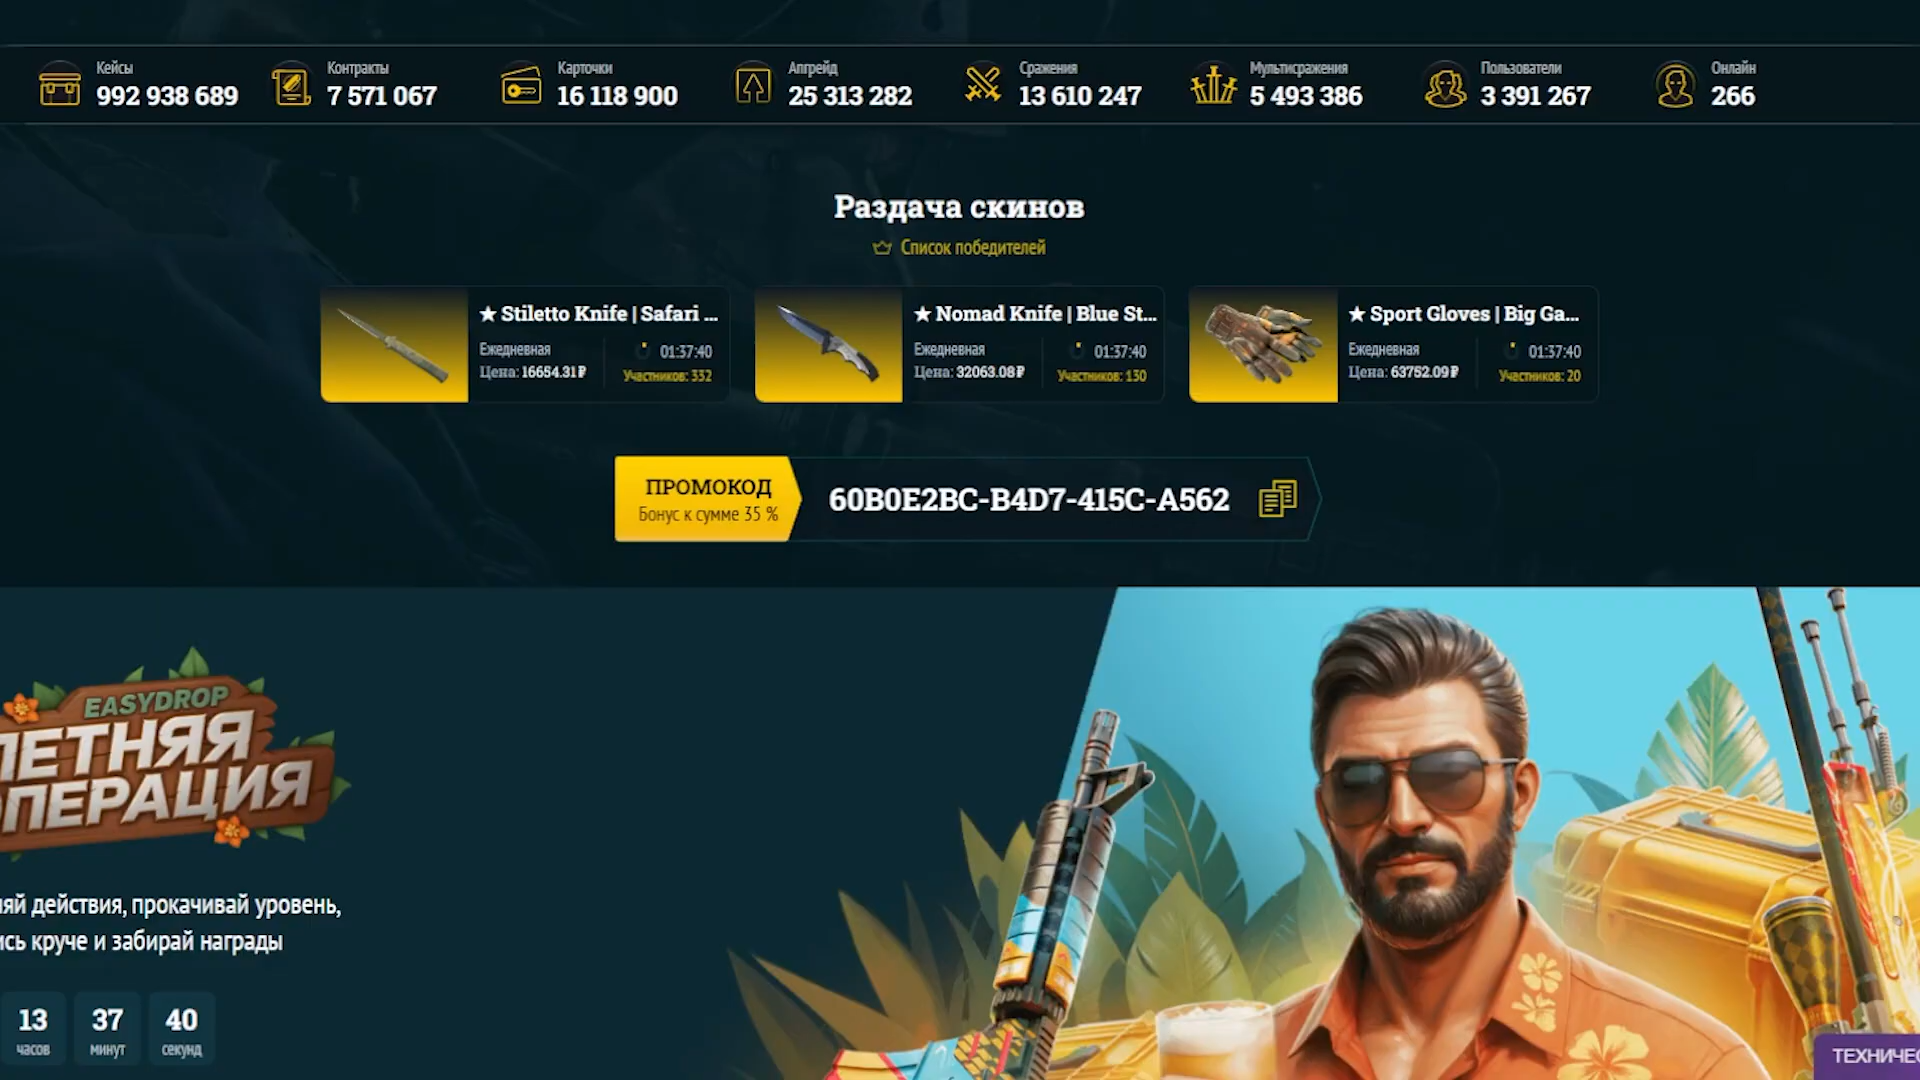 Кейсы
992 938 689
Контракты
7 571 067
Карточки
16 118 900
Апгрейд
25 313 282
Сражения
13 610 247
Мультисражения
5 493 386
Пользователи
3 391 267
Онлайн
266
Раздача скинов
Список победителей
★ Stiletto Knife | Safari ...
Ежедневная
01:37:40
Цена: 16654.31₽
Участников: 332
★ Nomad Knife | Blue St...
Ежедневная
01:37:40
Цена: 32063.08₽
Участников: 130
★ Sport Gloves | Big Ga...
Ежедневная
01:37:40
Цена: 63752.09₽
Участников: 20
ПРОМОКОД
Бонус к сумме 35 %
60B0E2BC-B4D7-415C-A562
EASYDROP
ЛЕТНЯЯ
ОПЕРАЦИЯ
яй действия, прокачивай уровень,
сь круче и забирай награды
13
часов
37
минут
40
секунд
ТЕХНИЧЕС